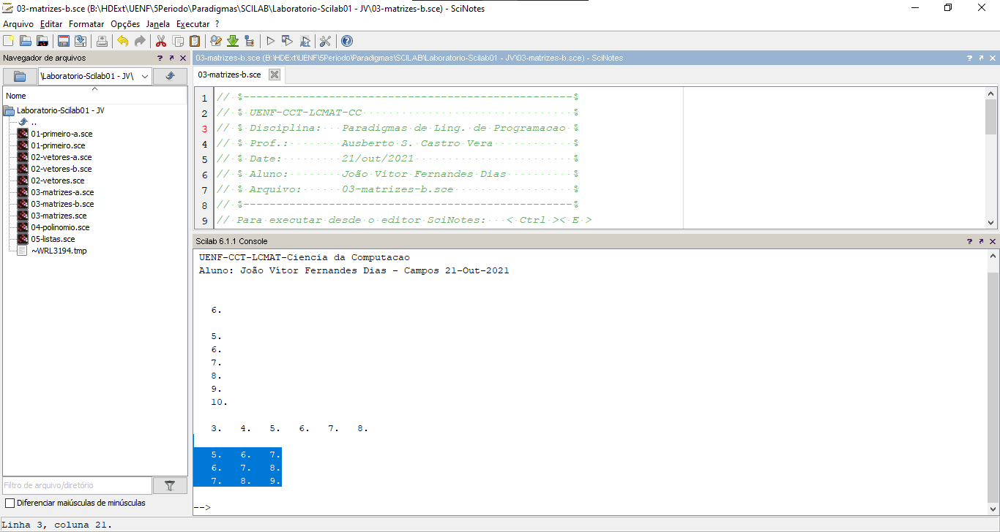 03-matrizes-b.sce (B:\HDExt\UENF\5Periodo\Paradigmas\SCILAB\Laboratorio-Scilab01 - JV\03-matrizes-b.sce) - SciNotes
Arquivo Editar Formatar Opções Janela Executar ?
Navegador de arquivos
\Laboratorio-Scilab01 - JV\
Nome
Laboratorio-Scilab01 - JV
..
01-primeiro-a.sce
01-primeiro.sce
02-vetores-a.sce
02-vetores-b.sce
02-vetores.sce
03-matrizes-a.sce
03-matrizes-b.sce
03-matrizes.sce
04-polinomio.sce
05-listas.sce
~WRL3194.tmp
Filtro de arquivo/diretório
Diferenciar maiúsculas de minúsculas
03-matrizes-b.sce (B:\HDExt\UENF\5Periodo\Paradigmas\SCILAB\Laboratorio-Scilab01 - JV\03-matrizes-b.sce) - SciNotes
03-matrizes-b.sce
1 // %--------------------------------------------------%
2 // % UENF-CCT-LCMAT-CC %
3 // % Disciplina: Paradigmas de Ling. de Programacao %
4 // % Prof.: Ausberto S. Castro Vera %
5 // % Date: 21/out/2021 %
6 // % Aluno: João Vítor Fernandes Dias %
7 // % Arquivo: 03-matrizes-b.sce %
8 // %--------------------------------------------------%
9 // Para executar desde o editor SciNotes: < Ctrl >< E >
Scilab 6.1.1 Console
UENF-CCT-LCMAT-Ciencia da Computacao
Aluno: João Vítor Fernandes Dias - Campos 21-Out-2021
6.
5.
6.
7.
8.
9.
10.
3. 4. 5. 6. 7. 8.
5. 6. 7.
6. 7. 8.
7. 8. 9.
-->
Linha 3, coluna 21.